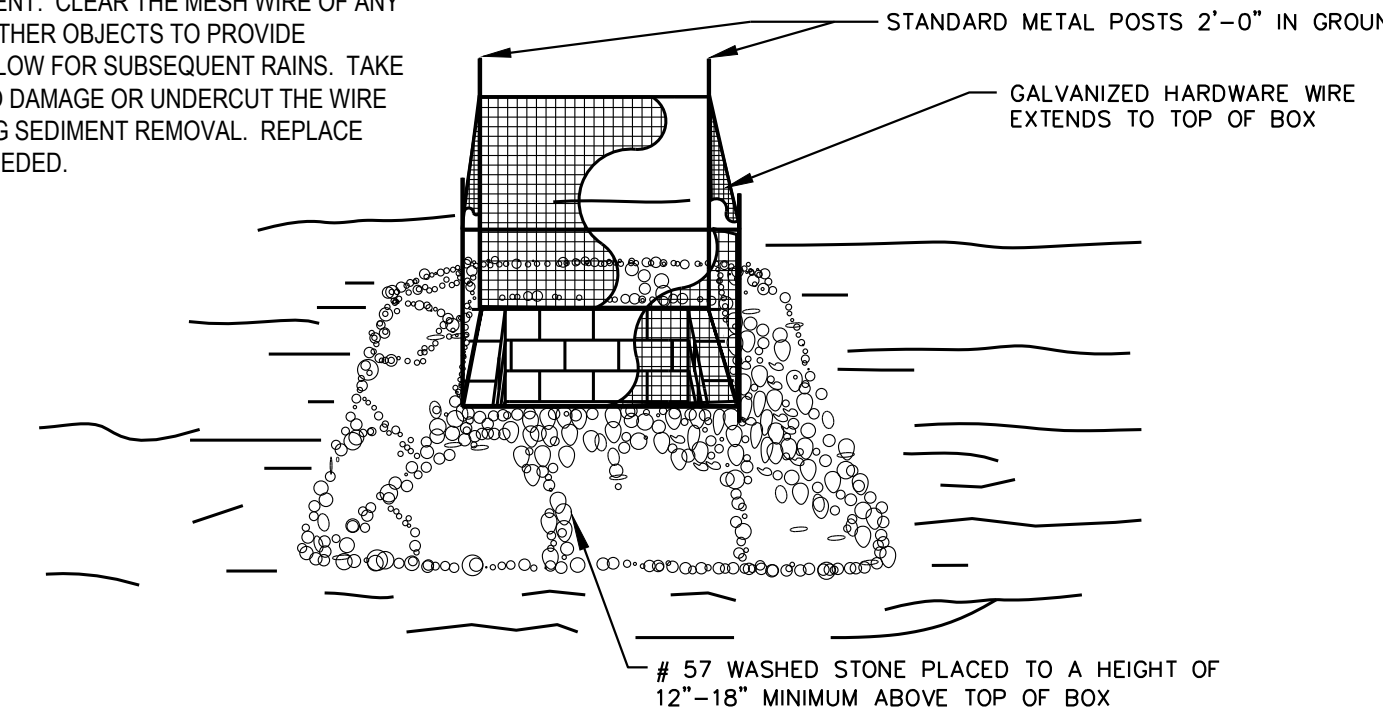 ENT. CLEAR THE MESH WIRE OF ANY
THER OBJECTS TO PROVIDE
LOW FOR SUBSEQUENT RAINS. TAKE
DAMAGE OR UNDERCUT THE WIRE
G SEDIMENT REMOVAL. REPLACE
EEDED.
STANDARD METAL POSTS 2'-0" IN GROUN
GALVANIZED HARDWARE WIRE
EXTENDS TO TOP OF BOX
# 57 WASHED STONE PLACED TO A HEIGHT OF
12"-18" MINIMUM ABOVE TOP OF BOX